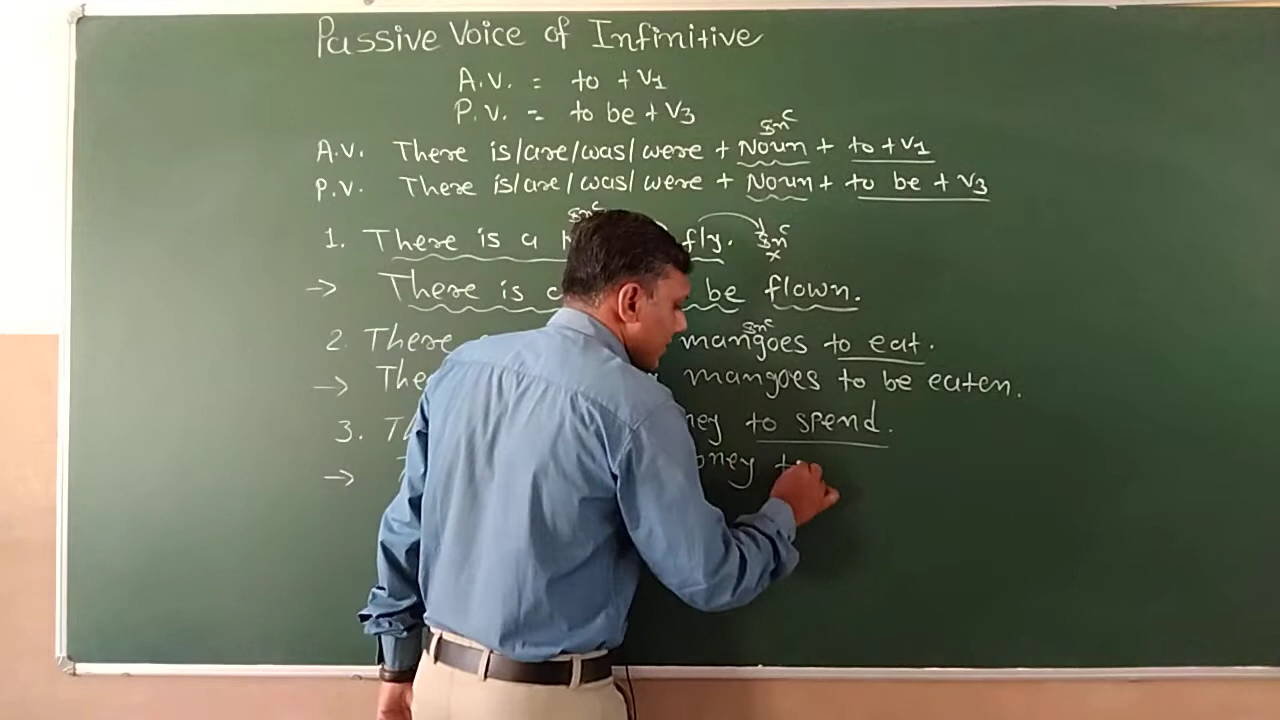 Passive Voice of Infinitive
A.V. = to + V1
P.V. = to be + V3
A.V. There is/are/was/were + Noun + to + V1
P.V. There is/are/was/were + Noun + to be + V3
1. There is a fly.
→ There is be flown.
2. There mangoes to eat.
→ mangoes to be eaten.
3. to spend.
→